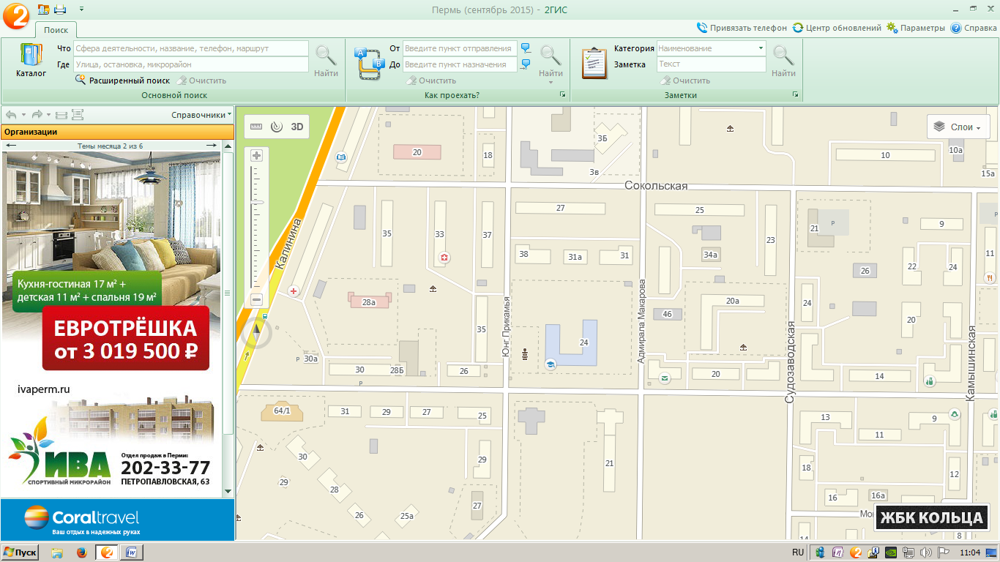 Пермь (сентябрь 2015) - 2ГИС
Поиск
Привязать телефон
Центр обновлений
Параметры
Справка
Каталог
Что
Сфера деятельности, название, телефон, маршрут
Где
Улица, остановка, микрорайон
Расширенный поиск
Очистить
Найти
Основной поиск
От
Введите пункт отправления
До
Введите пункт назначения
Очистить
Найти
Как проехать?
Категория
Наименование
Заметка
Текст
Очистить
Найти
Заметки
Справочники
Организации
Темы месяца 2 из 6
Кухня-гостиная 17 м² +
детская 11 м² + спальня 19 м²
ЕВРОТРЁШКА
от 3 019 500 ₽
ivaperm.ru
ИВА
СПОРТИВНЫЙ МИКРОРАЙОН
Отдел продаж в Перми:
202-33-77
ПЕТРОПАВЛОВСКАЯ, 63
Coraltravel
Ваш отдых в надежных руках
3D
Слои
20
18
3Б
3в
10
10а
15а
Сокольская
Калинина
35
33
37
27
25
23
21
P
9
P
11
38
31а
31
34а
26
22
24
28а
35
Юнг Прикамья
24
Адмирала Макарова
46
20а
24
20
Судозаводская
Камышинская
P
30а
30
28Б
26
P
20
14
64/1
31
29
27
25
13
11
9
30
29
28
26
25а
29
27
21
18
12
16
16а
14
8
ЖБК КОЛЬЦА
Пуск
RU
11:04